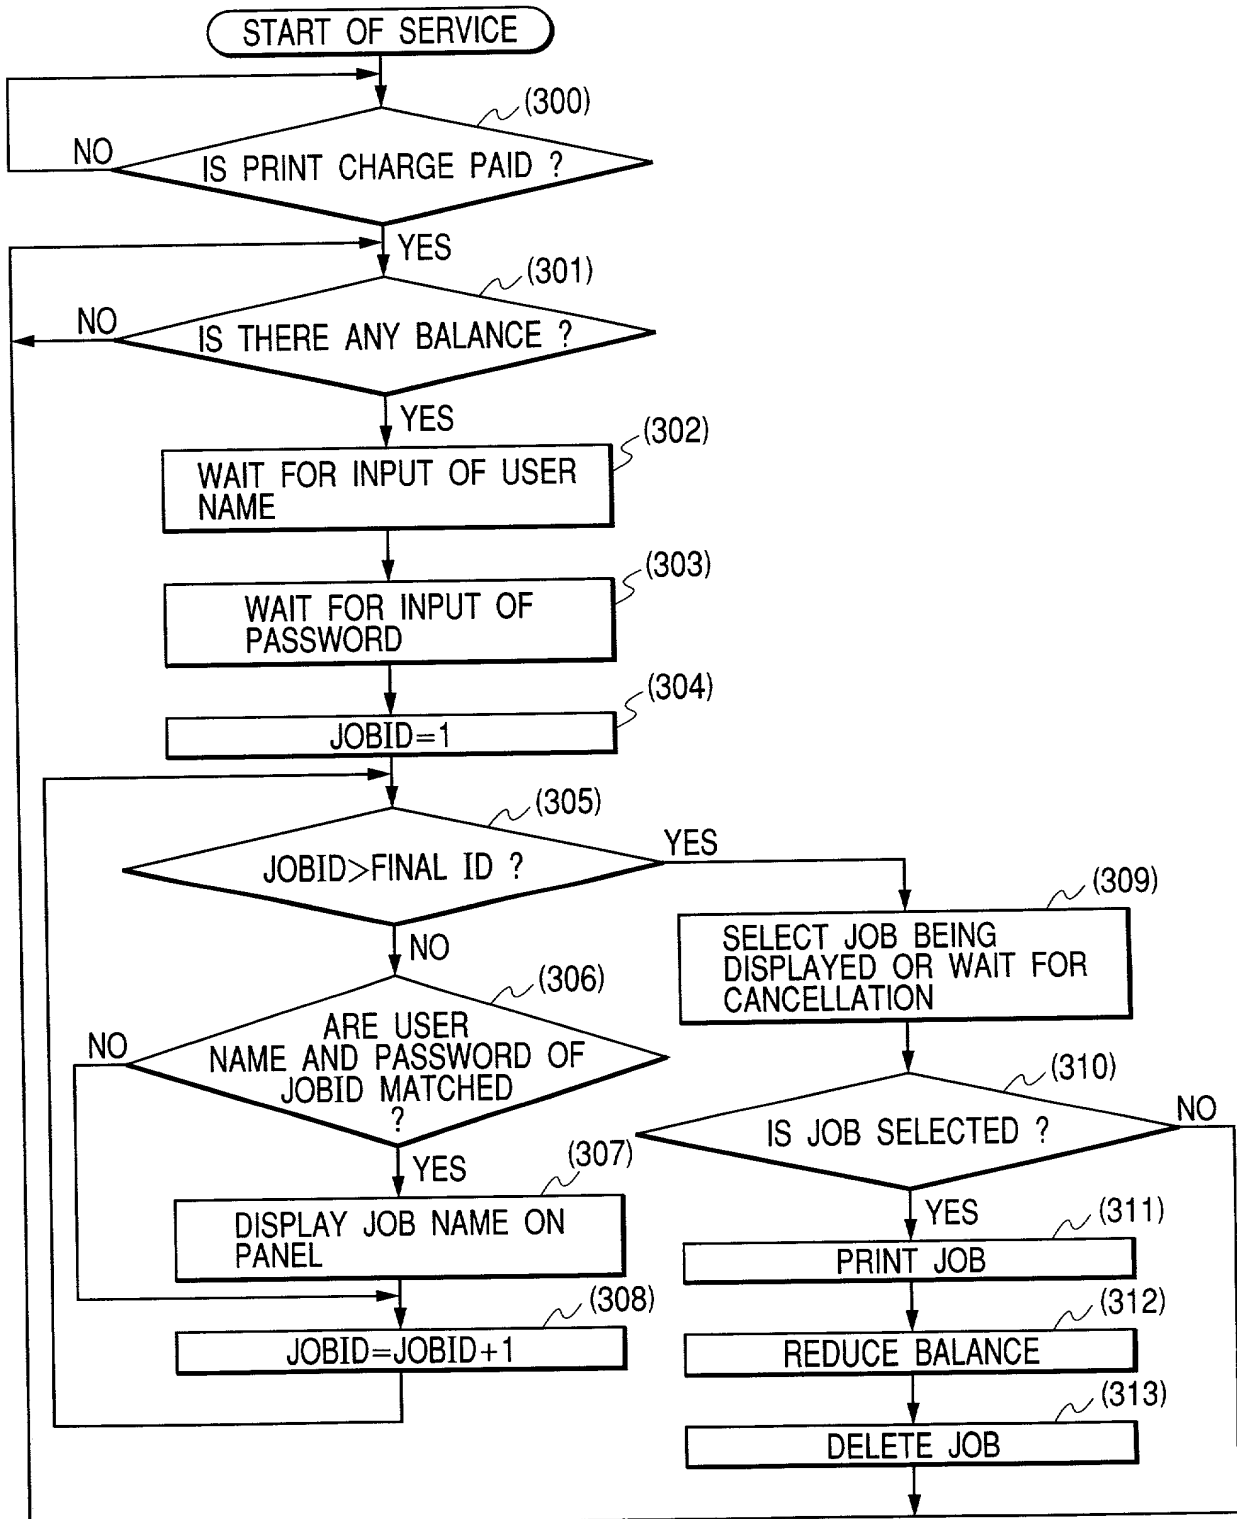 START OF SERVICE
(300)
NO
IS PRINT CHARGE PAID ?
YES
(301)
NO
IS THERE ANY BALANCE ?
YES
(302)
WAIT FOR INPUT OF USER
NAME
(303)
WAIT FOR INPUT OF
PASSWORD
(304)
JOBID=1
(305)
YES
JOBID>FINAL ID ?
NO
(306)
NO
ARE USER
NAME AND PASSWORD OF
JOBID MATCHED
?
YES
(307)
DISPLAY JOB NAME ON
PANEL
(308)
JOBID=JOBID+1
(309)
SELECT JOB BEING
DISPLAYED OR WAIT FOR
CANCELLATION
(310)
NO
IS JOB SELECTED ?
YES
(311)
PRINT JOB
(312)
REDUCE BALANCE
(313)
DELETE JOB